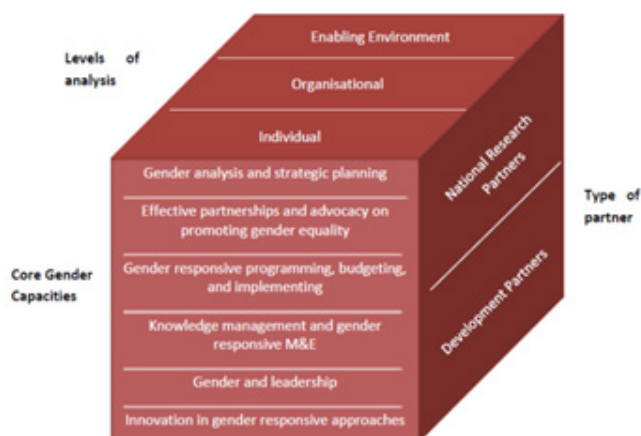 Levels of
analysis
Enabling Environment
Organisational
Individual
Gender analysis and strategic planning
Effective partnerships and advocacy on
promoting gender equality
Gender responsive programming, budgeting,
and implementing
Knowledge management and gender
responsive M&E
Gender and leadership
Innovation in gender responsive approaches
Core Gender
Capacities
National Research
Partners
Development Partners
Type of
partner